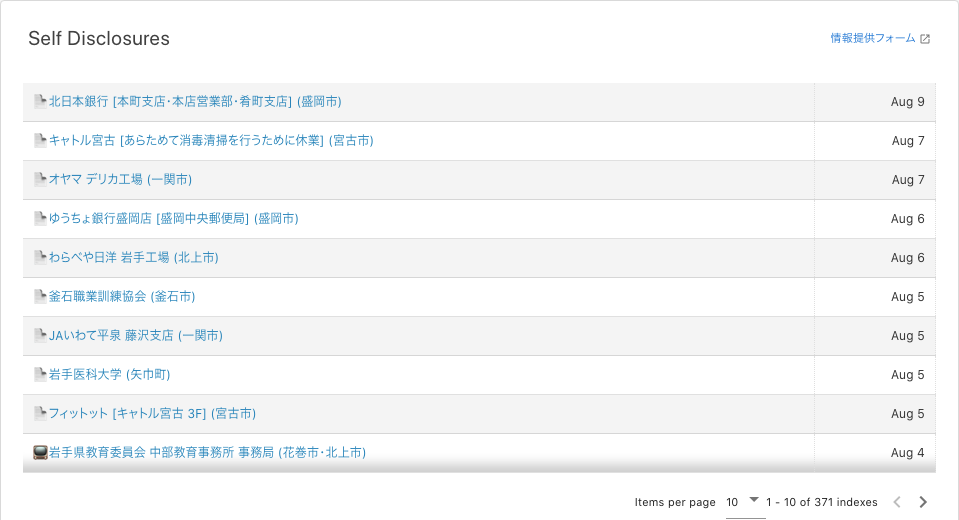 Self Disclosures
情報提供フォーム
北日本銀行 [本町支店・本店営業部・肴町支店] (盛岡市)
Aug 9
キャトル宮古 [あらためて消毒清掃を行うために休業] (宮古市)
Aug 7
オヤマ デリカ工場 (一関市)
Aug 7
ゆうちょ銀行盛岡店 [盛岡中央郵便局] (盛岡市)
Aug 6
わらべや日洋 岩手工場 (北上市)
Aug 6
釜石職業訓練協会 (釜石市)
Aug 5
JAいわて平泉 藤沢支店 (一関市)
Aug 5
岩手医科大学 (矢巾町)
Aug 5
フィットット [キャトル宮古 3F] (宮古市)
Aug 5
岩手県教育委員会 中部教育事務所 事務局 (花巻市・北上市)
Aug 4
Items per page 10 1 - 10 of 371 indexes